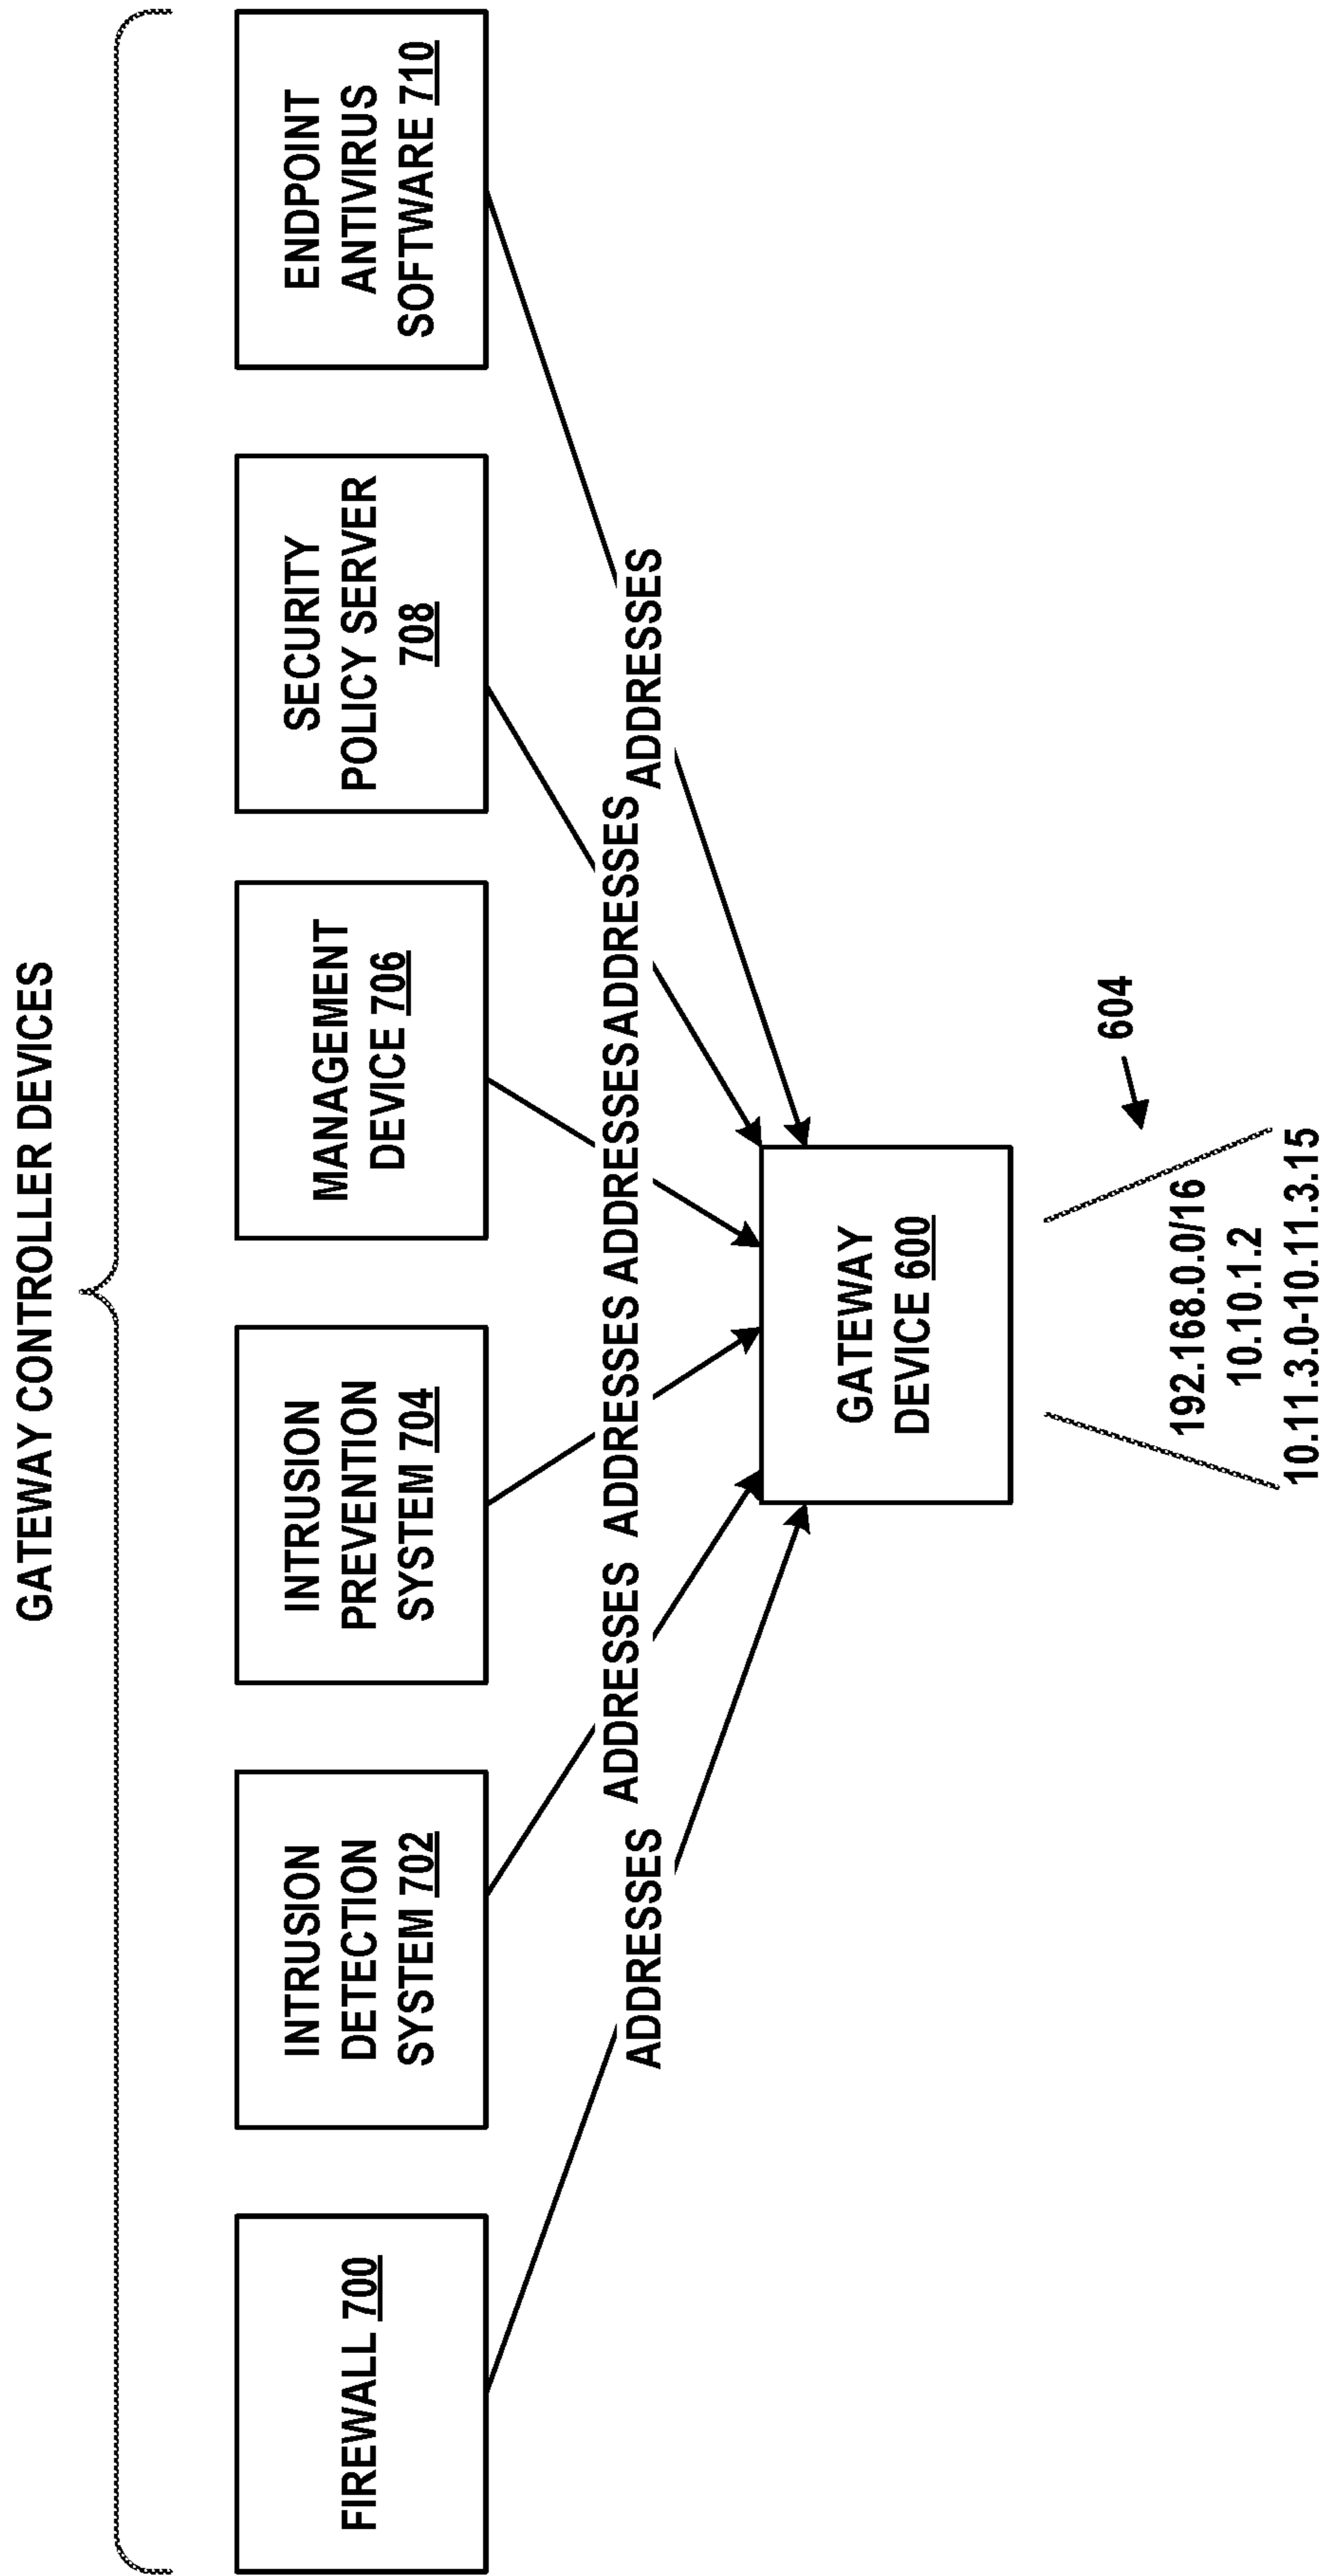 GATEWAY CONTROLLER DEVICES
FIREWALL 700
INTRUSION
DETECTION
SYSTEM 702
INTRUSION
PREVENTION
SYSTEM 704
MANAGEMENT
DEVICE 706
SECURITY
POLICY SERVER
708
ENDPOINT
ANTIVIRUS
SOFTWARE 710
ADDRESSES
ADDRESSES
ADDRESSES
ADDRESSES
ADDRESSES
ADDRESSES
GATEWAY
DEVICE 600
604
192.168.0.0/16
10.10.1.2
10.11.3.0-10.11.3.15